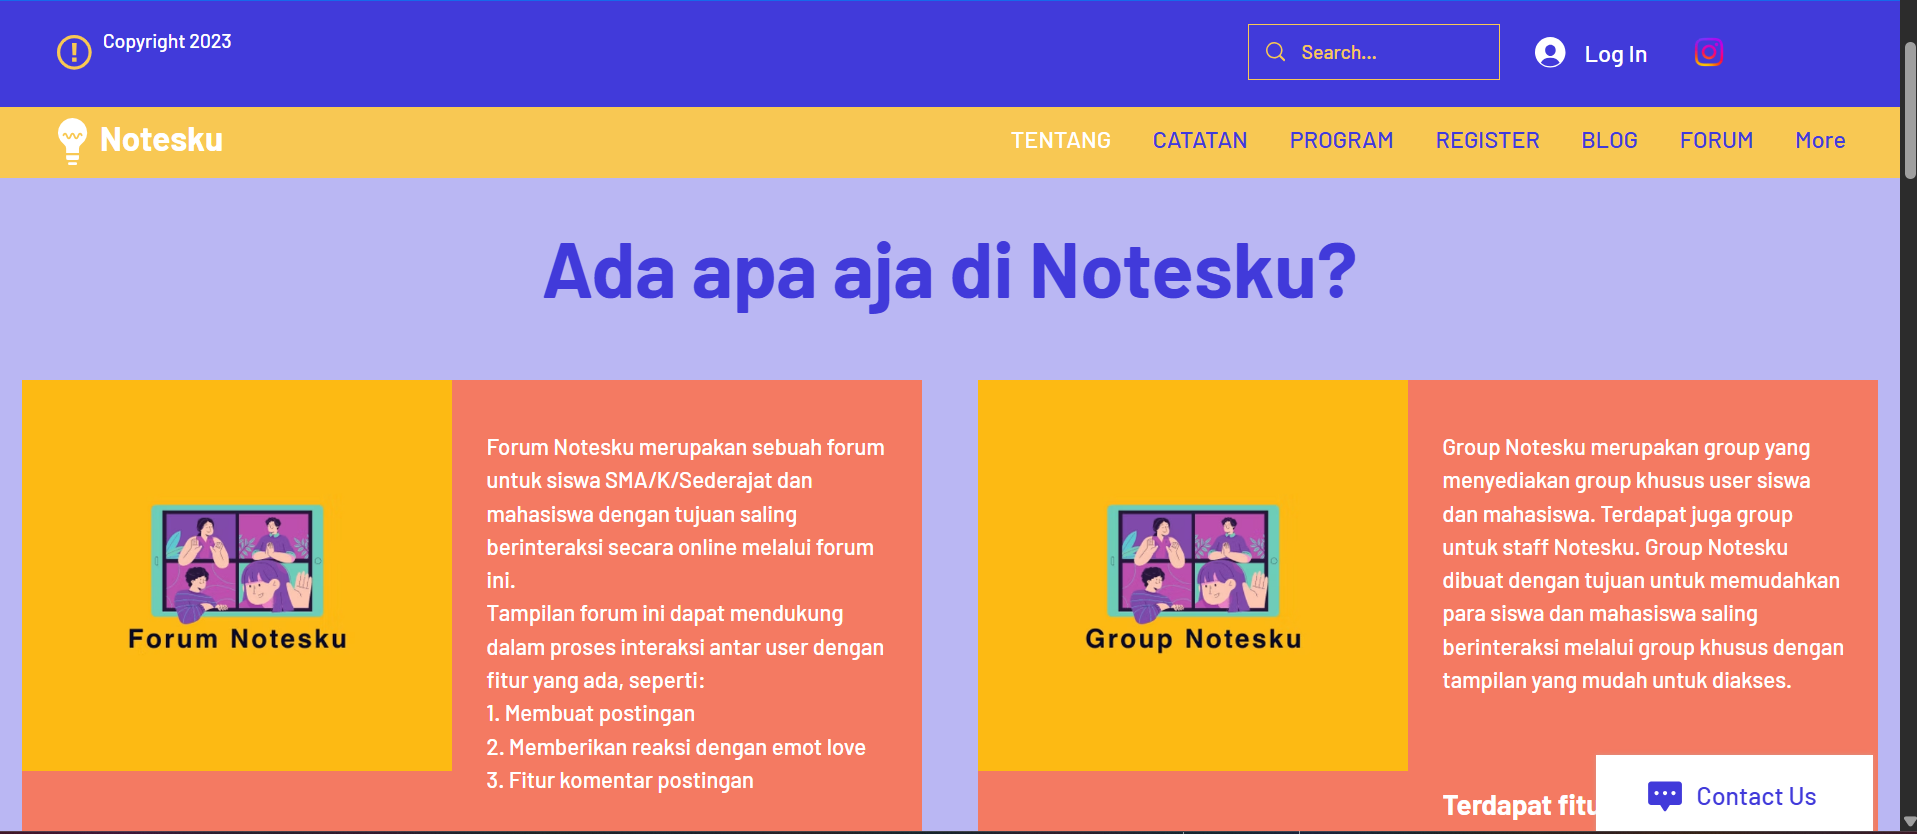 Copyright 2023
Search...
Log In
Notesku
TENTANG CATATAN PROGRAM REGISTER BLOG FORUM More
Ada apa aja di Notesku?
Forum Notesku
Forum Notesku merupakan sebuah forum
untuk siswa SMA/K/Sederajat dan
mahasiswa dengan tujuan saling
berinteraksi secara online melalui forum
ini.
Tampilan forum ini dapat mendukung
dalam proses interaksi antar user dengan
fitur yang ada, seperti:
1. Membuat postingan
2. Memberikan reaksi dengan emot love
3. Fitur komentar postingan
Group Notesku
Group Notesku merupakan group yang
menyediakan group khusus user siswa
dan mahasiswa. Terdapat juga group
untuk staff Notesku. Group Notesku
dibuat dengan tujuan untuk memudahkan
para siswa dan mahasiswa saling
berinteraksi melalui group khusus dengan
tampilan yang mudah untuk diakses.
Terdapat
Contact Us